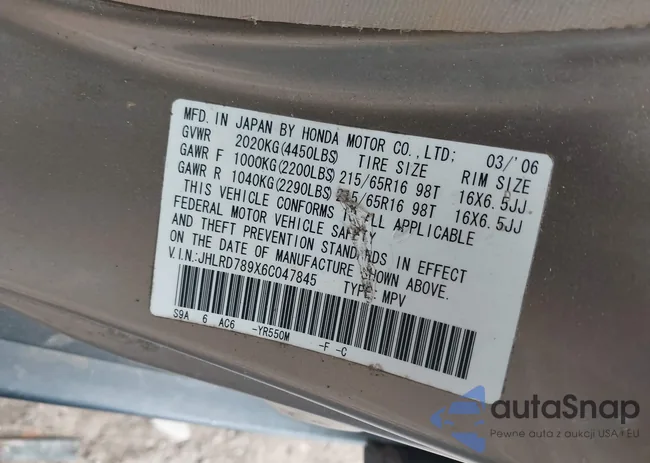 MFD. IN JAPAN BY HONDA MOTOR CO., LTD: 03/'06
GVWR 2020KG(4450LBS) TIRE SIZE RIM SIZE
GAWR F 1000KG(2200LBS) 215/65R16 98T 16X6.5JJ
GAWR R 1040KG(2290LBS) 215/65R16 98T 16X6.5JJ
THIS VEHICLE CONFORMS TO ALL APPLICABLE
FEDERAL MOTOR VEHICLE SAFETY
AND THEFT PREVENTION STANDARDS IN EFFECT
ON THE DATE OF MANUFACTURE SHOWN ABOVE.
V.I.N.:JHLRD789X6C047845 TYPE: MPV
S9A 6 AC6 -YR550M -F -C
autaSnap
Pewne auta z aukcji USA i EU